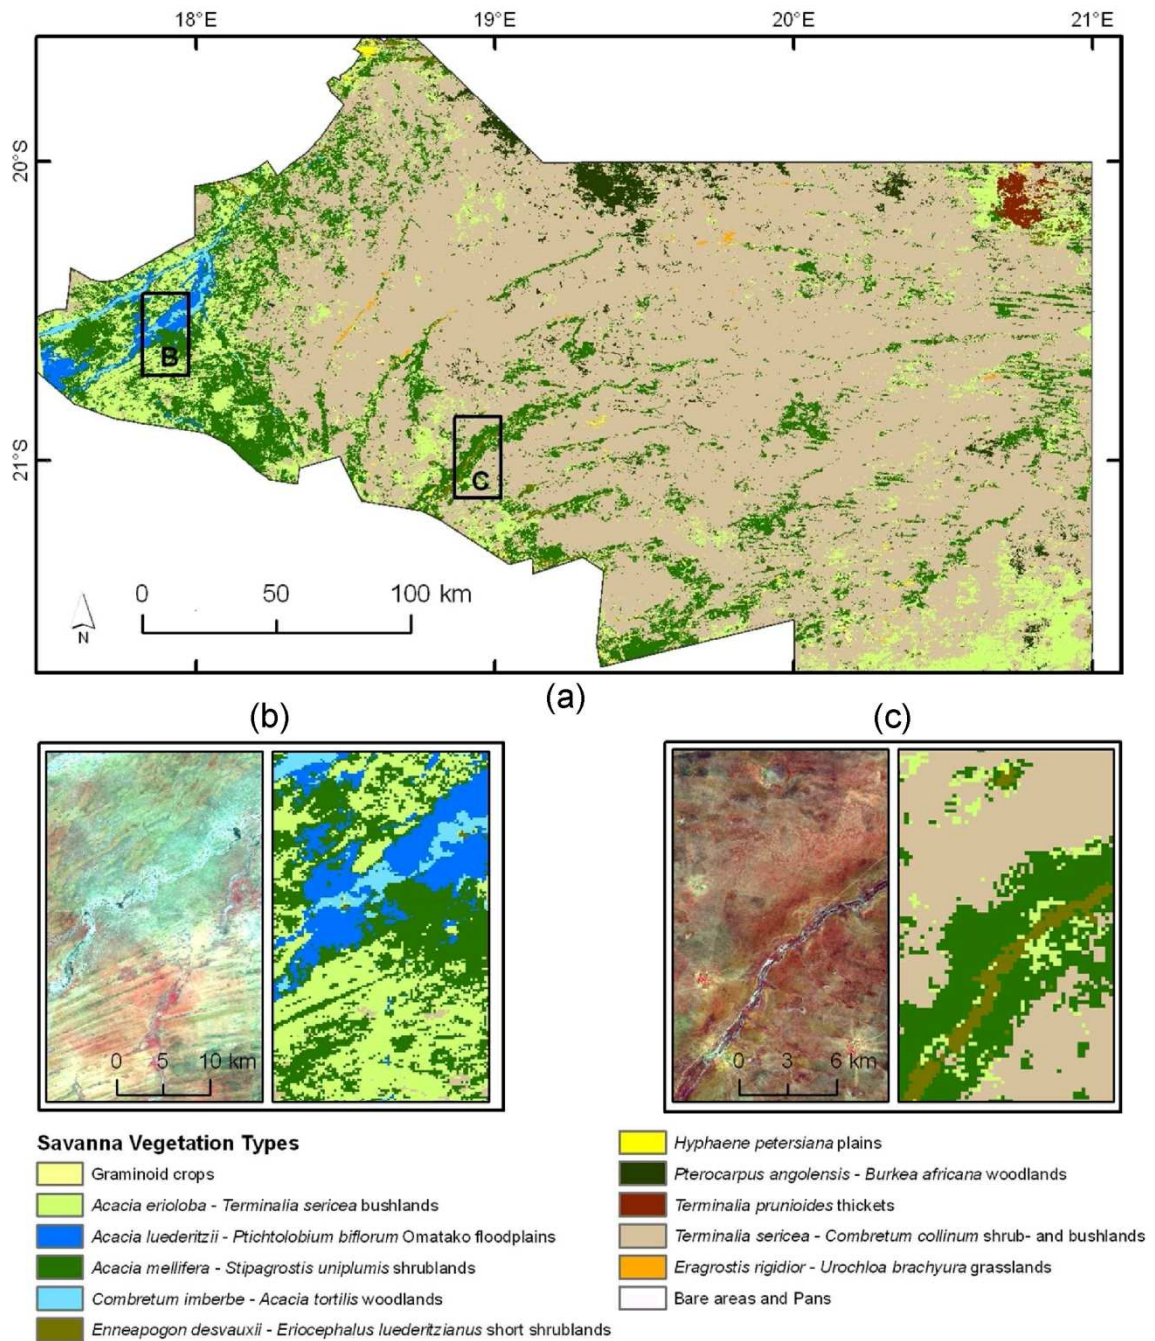 18°E 19°E 20°E 21°E
20°S
21°S
B
C
0 50 100 km
N
(a)
(b) (c)
0 5 10 km
0 3 6 km
Savanna Vegetation Types
Graminoid crops
Acacia erioloba - Terminalia sericea bushlands
Acacia luederitzii - Ptichtolobium biflorum Omatako floodplains
Acacia mellifera - Stipagrostis uniplumis shrublands
Combretum imberbe - Acacia tortilis woodlands
Enneapogon desvauxii - Eriocephalus luederitzianus short shrublands
Hyphaene petersiana plains
Pterocarpus angolensis - Burkea africana woodlands
Terminalia prunioides thickets
Terminalia sericea - Combretum collinum shrub- and bushlands
Eragrostis rigidior - Urochloa brachyura grasslands
Bare areas and Pans